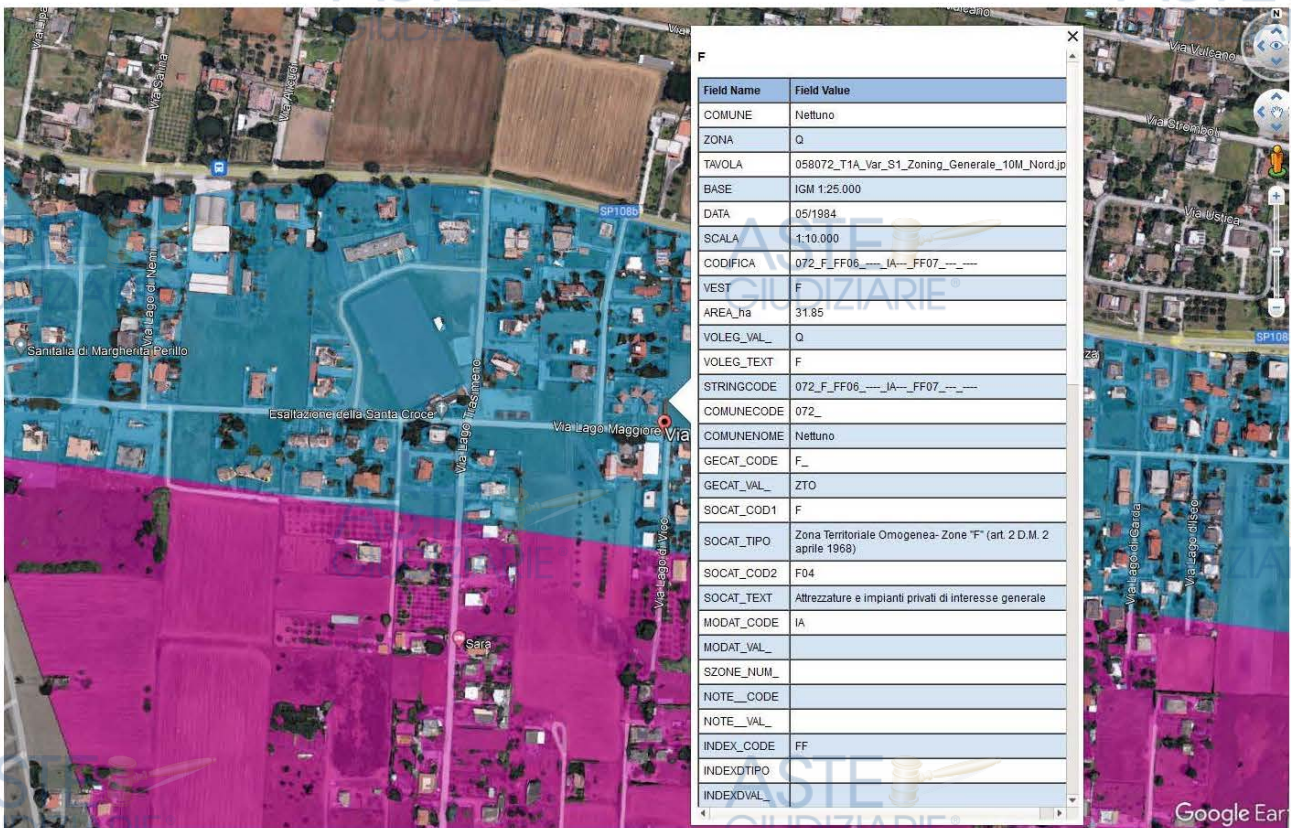 Vulcano
Via Vulcano
Via Salina
Via Alicudi
Via Stromboli
Via Ustica
SP108b
SP108
Via Lago di Nemi
Sanitalia di Margherita Perillo
Esaltazione della Santa Croce
Via Lago Trasimeno
Via Lago Maggiore
Via
Via Lago di Vico
Sara
Via Lago di Garda
Via Lago d'Iseo
F
Field Name Field Value
COMUNE Nettuno
ZONA Q
TAVOLA 058072_T1A_Var_S1_Zoning_Generale_10M_Nord.jp
BASE IGM 1:25.000
DATA 05/1984
SCALA 1:10.000
CODIFICA 072_F_FF06_----_IA---_FF07_---_----
VEST F
AREA_ha 31.85
VOLEG_VAL_ Q
VOLEG_TEXT F
STRINGCODE 072_F_FF06_----_IA---_FF07_---_----
COMUNECODE 072_
COMUNENOME Nettuno
GECAT_CODE F_
GECAT_VAL_ ZTO
SOCAT_COD1 F
SOCAT_TIPO Zona Territoriale Omogenea- Zone "F" (art. 2 D.M. 2
aprile 1968)
SOCAT_COD2 F04
SOCAT_TEXT Attrezzature e impianti privati di interesse generale
MODAT_CODE IA
MODAT_VAL_
SZONE_NUM_
NOTE__CODE
NOTE__VAL_
INDEX_CODE FF
INDEXDTIPO
INDEXDVAL_
ASTE
GIUDIZIARIE®
ASTE
GIUDIZIARIE®
N
Google Ear